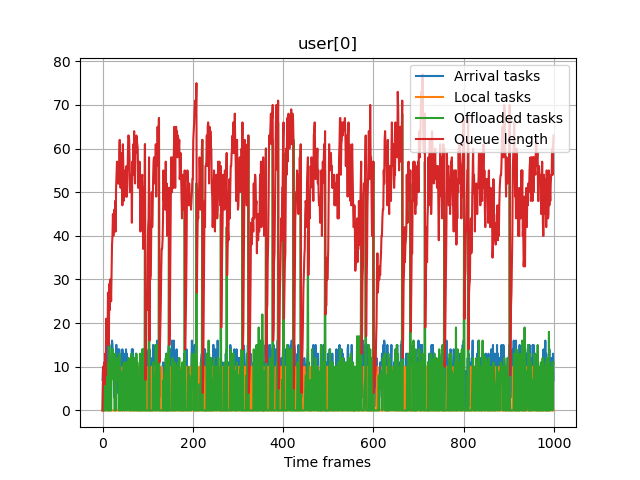 user[0]
80
70
60
50
40
30
20
10
0
Arrival tasks
Local tasks
Offloaded tasks
Queue length
0
200
400
600
800
1000
Time frames